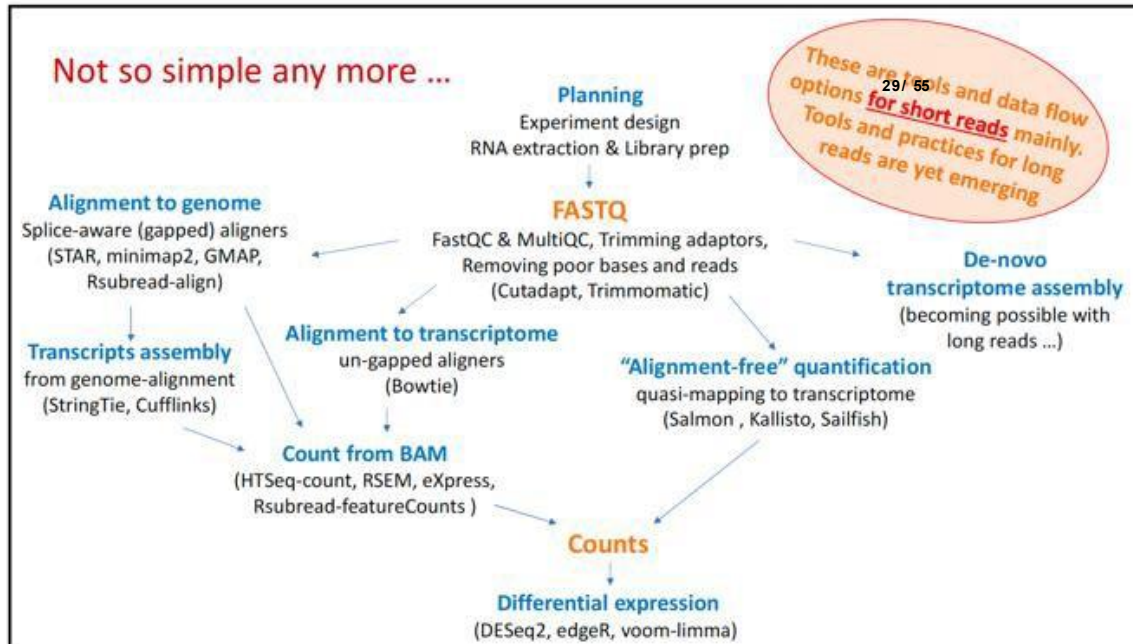 Not so simple any more ...
These are tools and data flow
options for short reads mainly.
Tools and practices for long
reads are yet emerging
29/ 55
Planning
Experiment design
RNA extraction & Library prep
FASTQ
FastQC & MultiQC, Trimming adaptors,
Removing poor bases and reads
(Cutadapt, Trimmomatic)
Alignment to genome
Splice-aware (gapped) aligners
(STAR, minimap2, GMAP,
Rsubread-align)
De-novo
transcriptome assembly
(becoming possible with
long reads ...)
Transcripts assembly
from genome-alignment
(StringTie, Cufflinks)
Alignment to transcriptome
un-gapped aligners
(Bowtie)
"Alignment-free" quantification
quasi-mapping to transcriptome
(Salmon , Kallisto, Sailfish)
Count from BAM
(HTSeq-count, RSEM, eXpress,
Rsubread-featureCounts )
Counts
Differential expression
(DESeq2, edgeR, voom-limma)